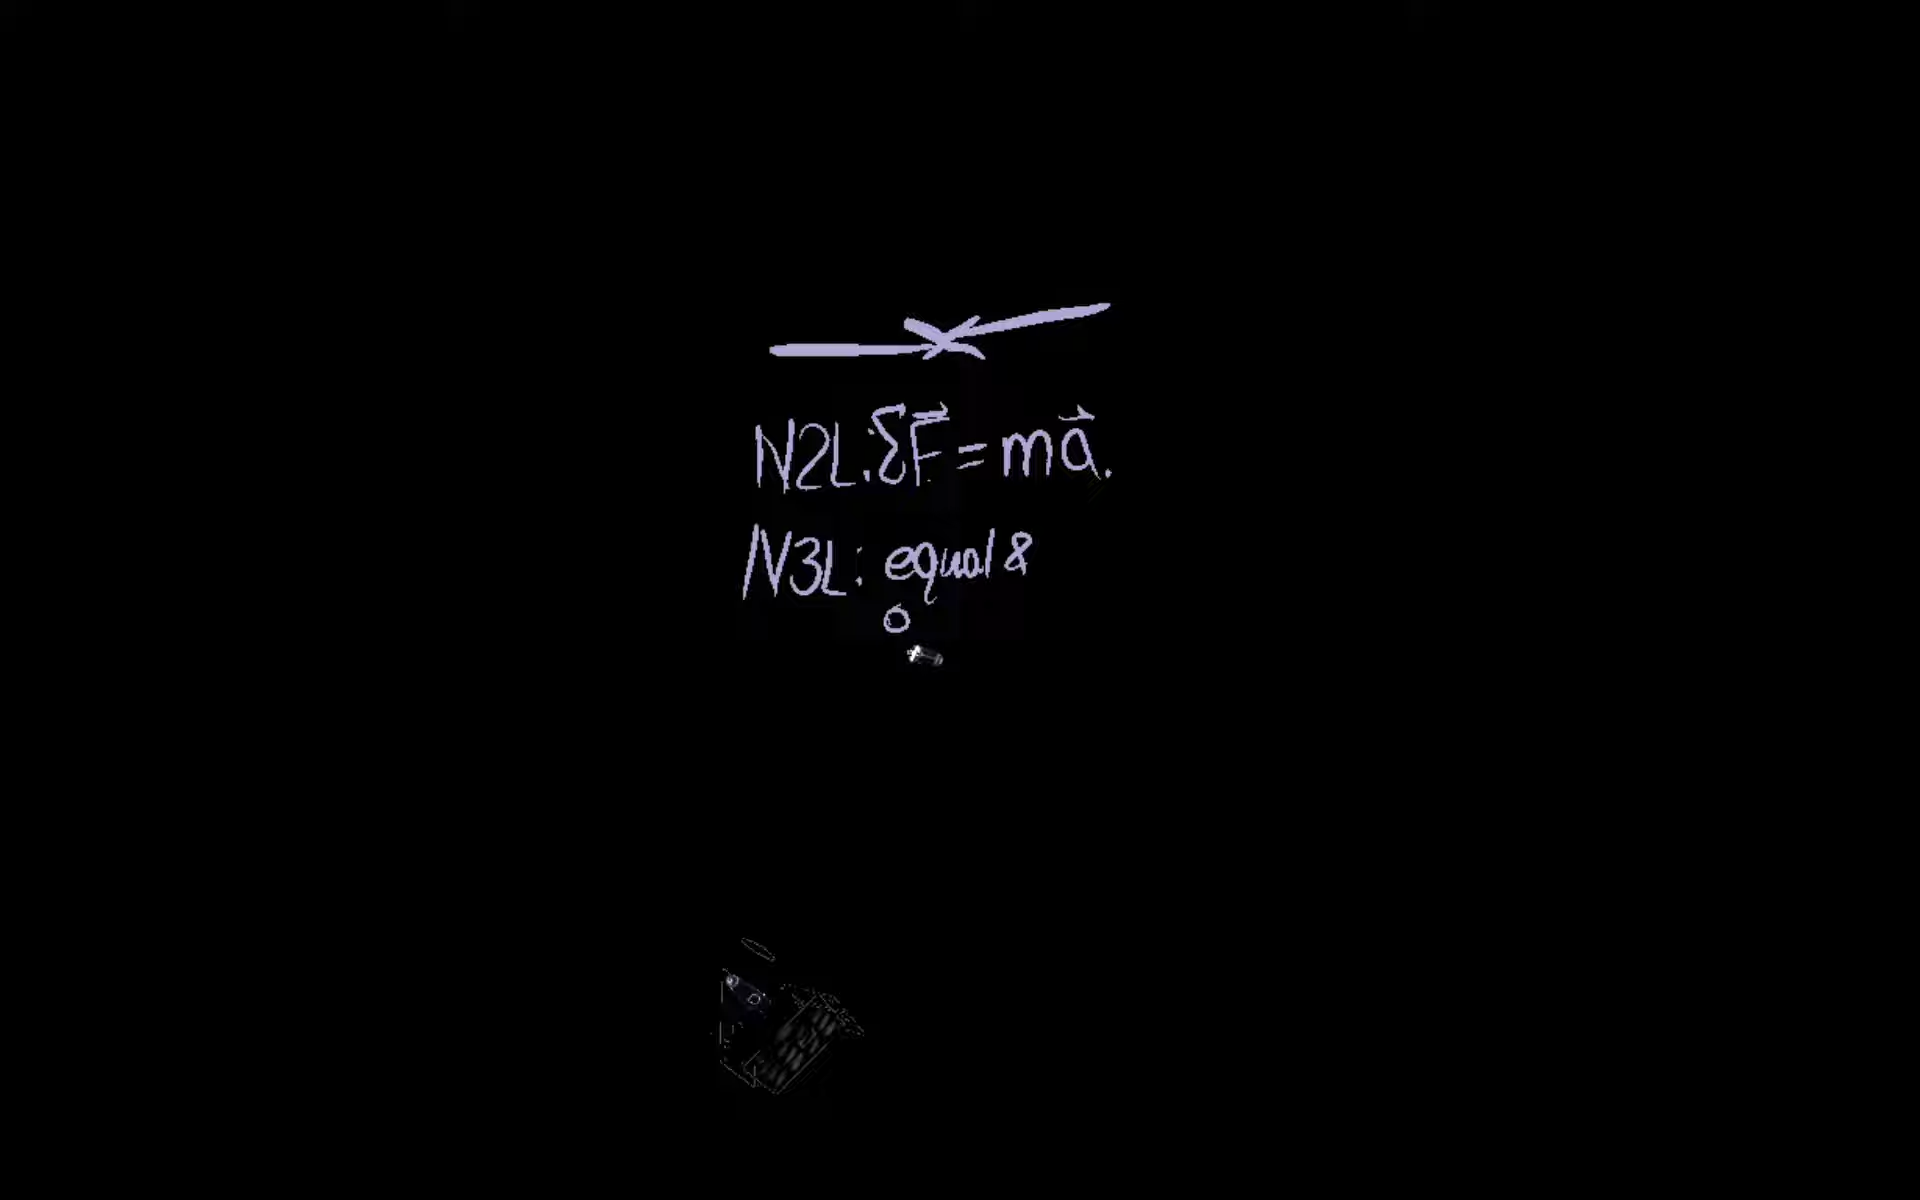 N2L: ΣF⃗ = ma⃗.
N3L: equal &
o